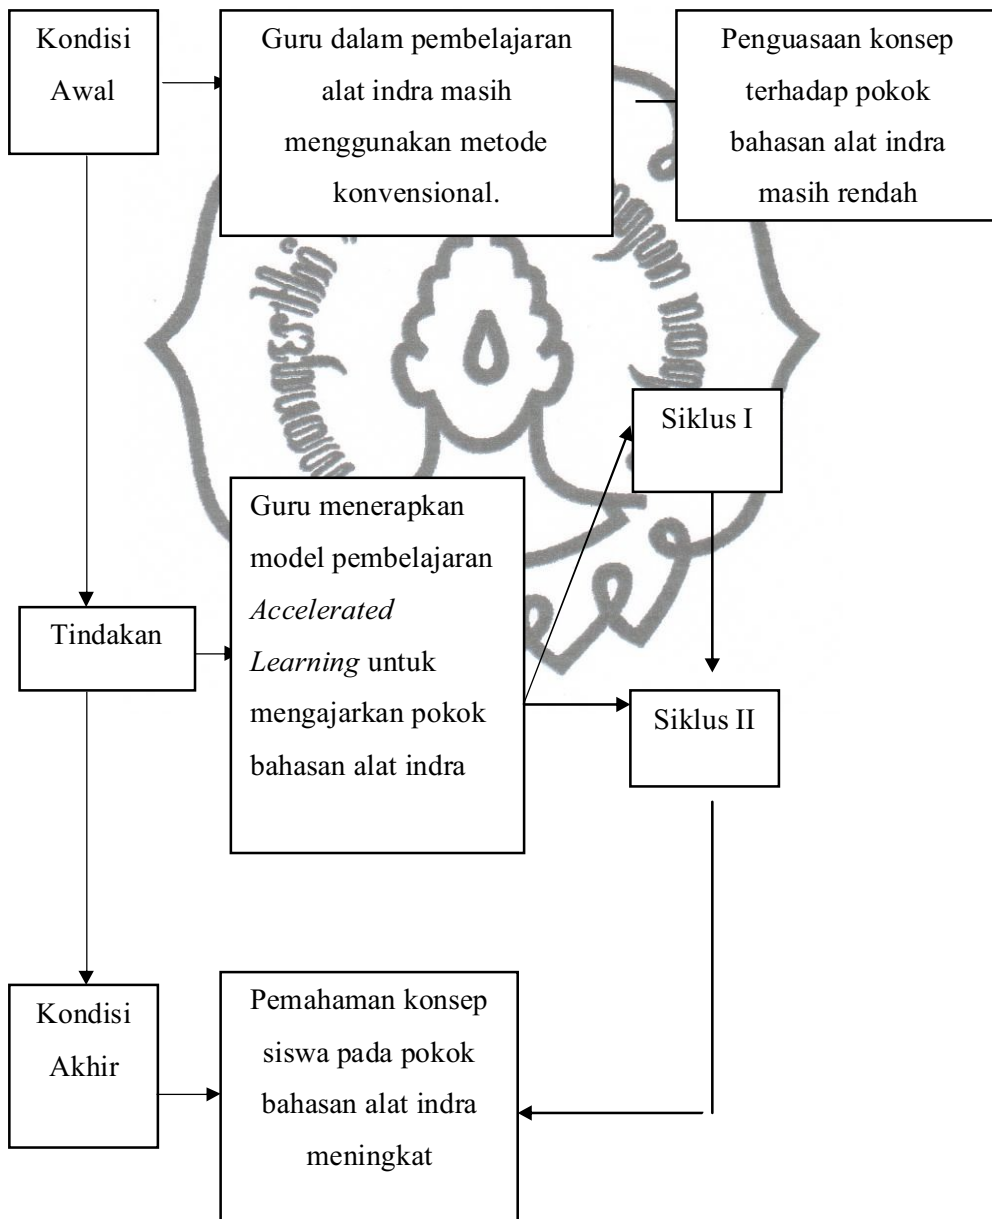 Kondisi
Awal
Guru dalam pembelajaran
alat indra masih
menggunakan metode
konvensional.
Penguasaan konsep
terhadap pokok
bahasan alat indra
masih rendah
Siklus I
Guru menerapkan
model pembelajaran
Accelerated
Learning untuk
mengajarkan pokok
bahasan alat indra
Tindakan
Siklus II
Kondisi
Akhir
Pemahaman konsep
siswa pada pokok
bahasan alat indra
meningkat